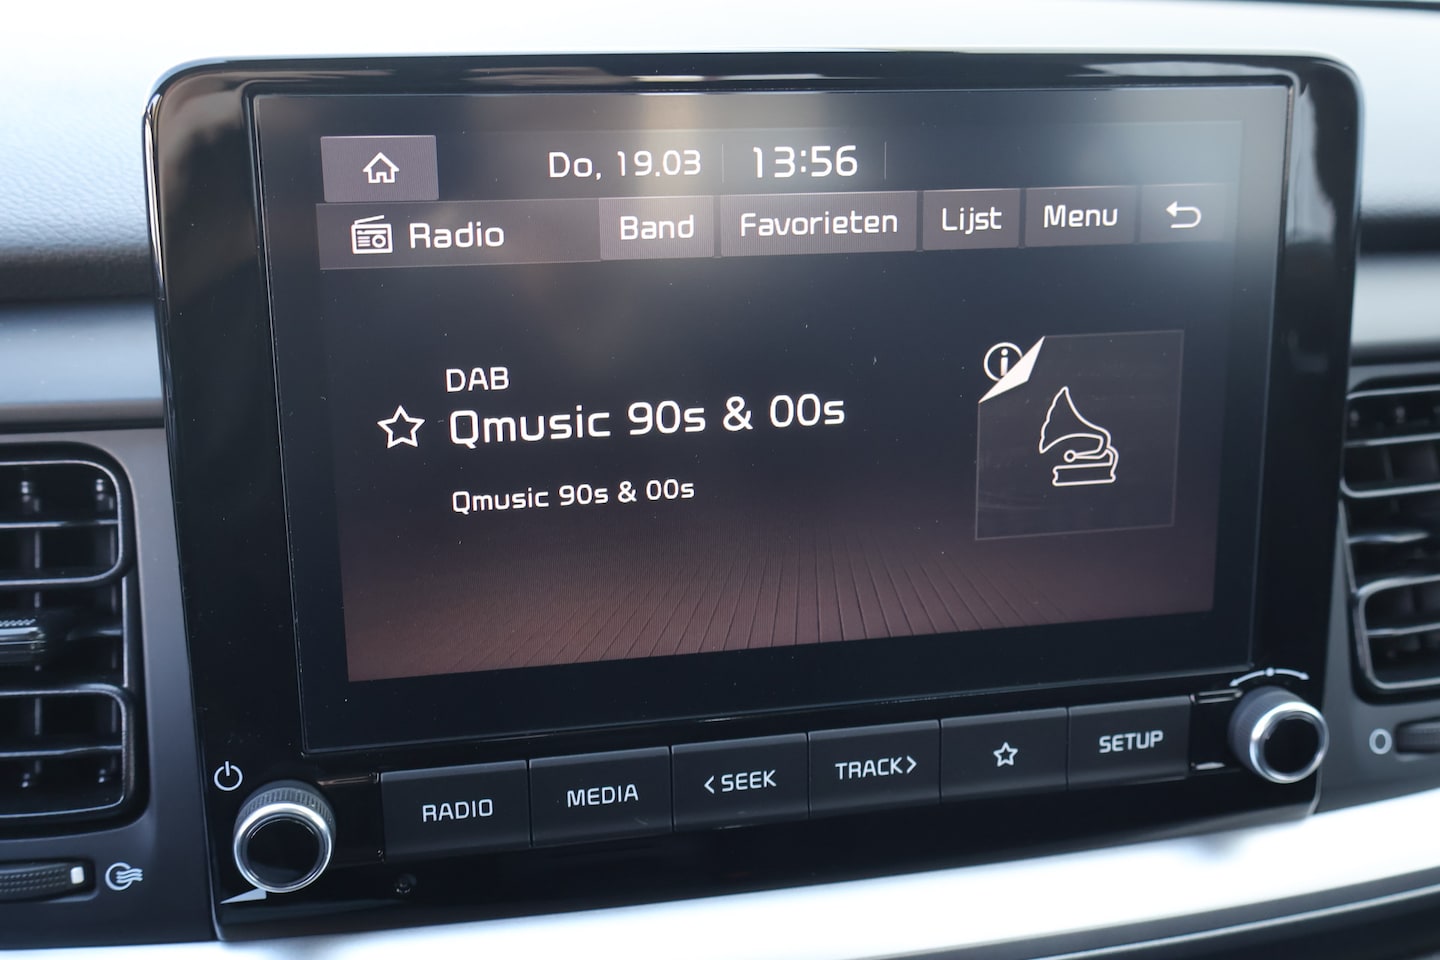 Do, 19.03 13:56
Radio Band Favorieten Lijst Menu
DAB
Qmusic 90s & 00s
Qmusic 90s & 00s
RADIO MEDIA <SEEK TRACK> SETUP